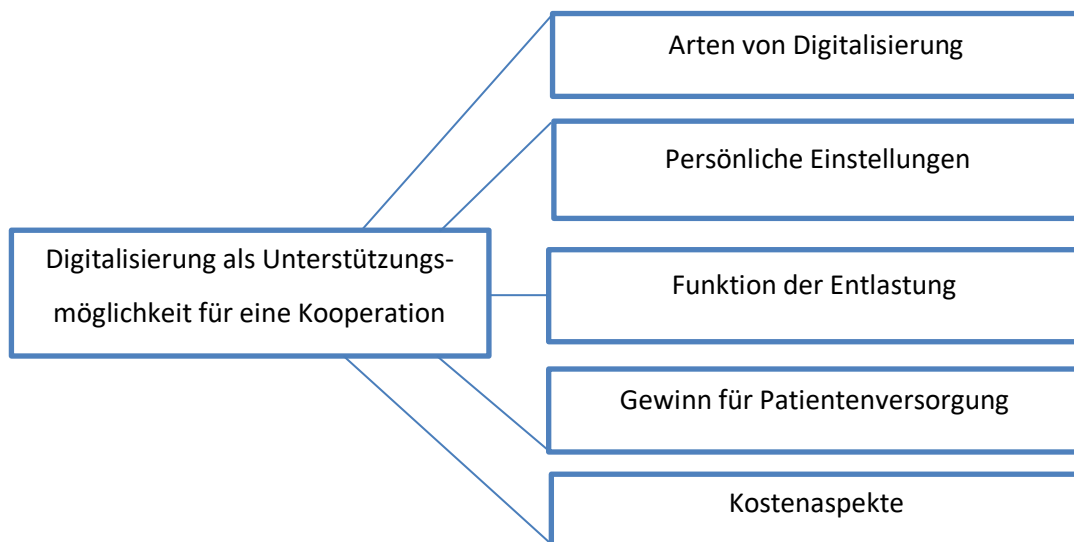 Arten von Digitalisierung
Persönliche Einstellungen
Digitalisierung als Unterstützungs-
möglichkeit für eine Kooperation
Funktion der Entlastung
Gewinn für Patientenversorgung
Kostenaspekte